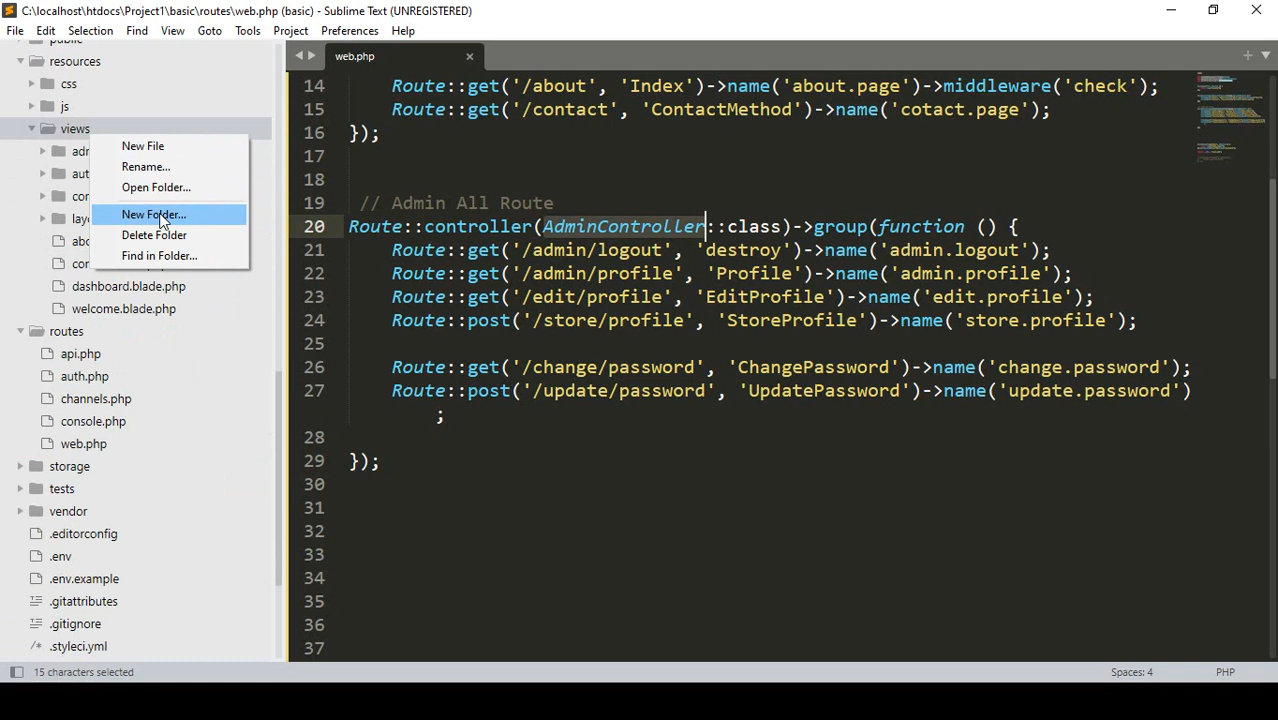 C:\localhost\htdocs\Project1\basic\routes\web.php (basic) - Sublime Text (UNREGISTERED)
File Edit Selection Find View Goto Tools Project Preferences Help
resources
css
js
views
dashboard.blade.php
welcome.blade.php
routes
api.php
auth.php
channels.php
console.php
web.php
storage
tests
vendor
.editorconfig
.env
.env.example
.gitattributes
.gitignore
/* .styleci.yml
New File
Rename...
Open Folder...
New Folder...
Delete Folder
Find in Folder...
web.php
14 Route::get('/about', 'Index')->name('about.page')->middleware('check');
15 Route::get('/contact', 'ContactMethod')->name('cotact.page');
16 });
17
18
19 // Admin All Route
20 Route::controller(AdminController::class)->group(function () {
21 Route::get('/admin/logout', 'destroy')->name('admin.logout');
22 Route::get('/admin/profile', 'Profile')->name('admin.profile');
23 Route::get('/edit/profile', 'EditProfile')->name('edit.profile');
24 Route::post('/store/profile', 'StoreProfile')->name('store.profile');
25
26 Route::get('/change/password', 'ChangePassword')->name('change.password');
27 Route::post('/update/password', 'UpdatePassword')->name('update.password')
;
28
29 });
30
31
32
33
34
35
36
37
15 characters selected
Spaces: 4
PHP